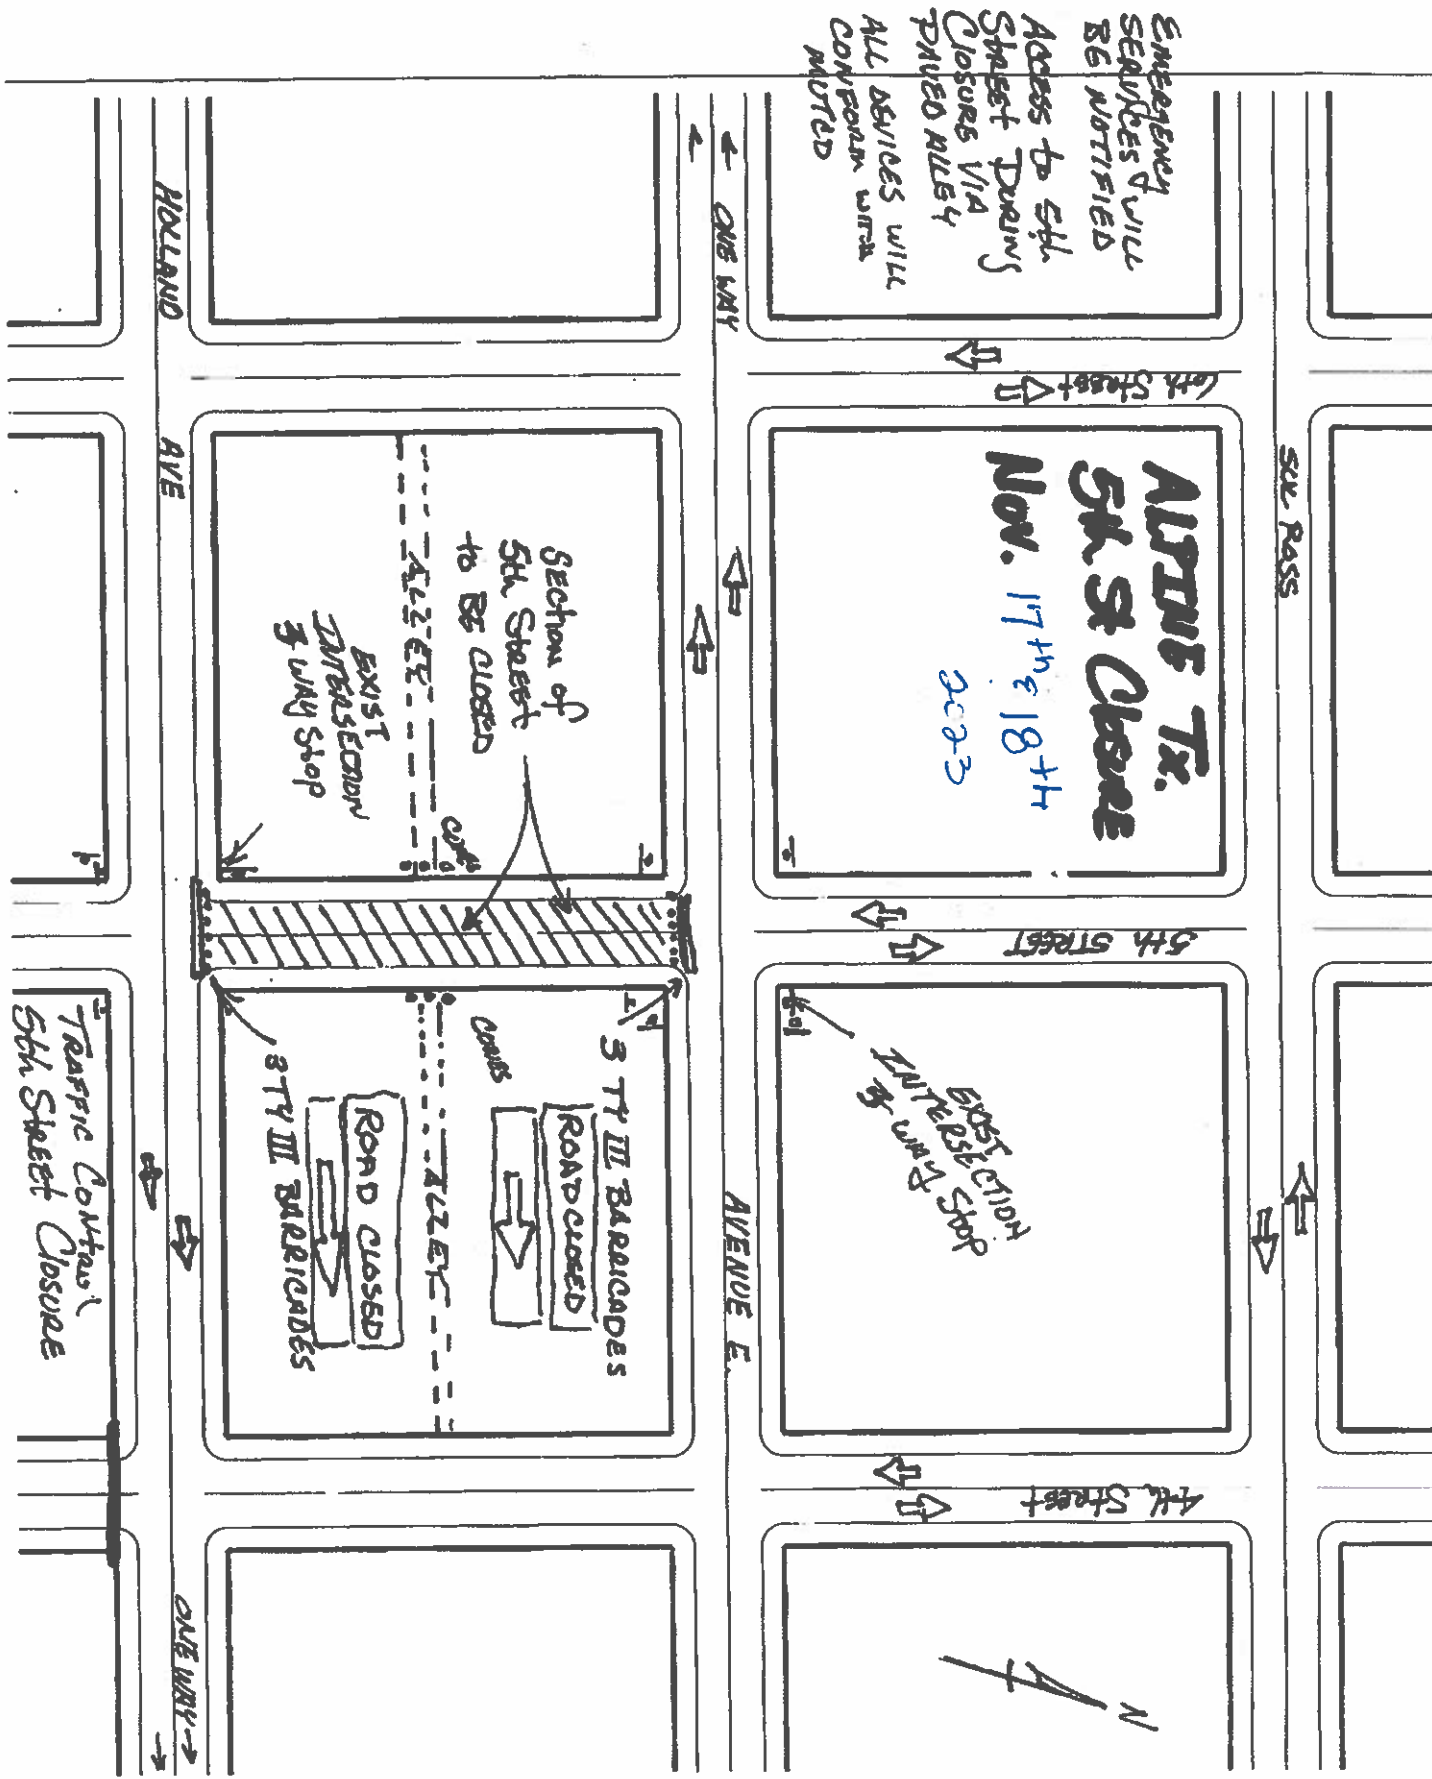 EMERGENCY
SERVICES WILL
BE NOTIFIED
ACCESS to 5th
Street DURING
Closure VIA
PAVED ALLEY
ALL DEVICES WILL
CONFORM with
MUTCD
6th Street
SUL ROSS
ALPINE Tx.
5th St Closure
Nov. 17th & 18th
2023
5th STREET
EXIST
INTERSECTION
3 way Stop
4th Street
N
ONE WAY
AVENUE E.
Section of
5th Street
to BE CLOSED
ALLEY
CONES
EXIST
INTERSECTION
3 WAY Stop
3 TY III BARRICADES
ROAD CLOSED
CONES
ALLEY
ROAD CLOSED
3 TY III BARRICADES
HOLLAND
AVE
ONE WAY
TRAFFIC Control
5th Street Closure